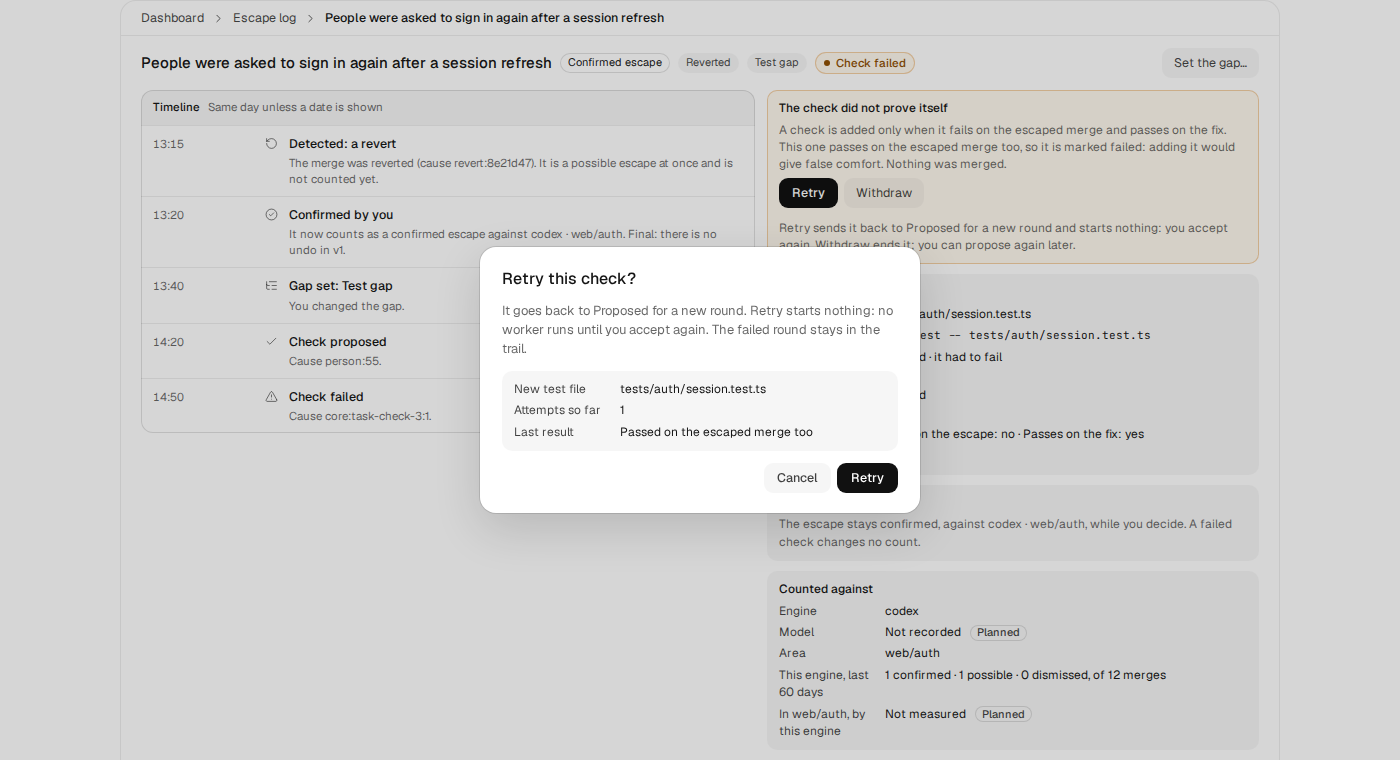 Dashboard > Escape log > People were asked to sign in again after a session refresh
People were asked to sign in again after a session refresh Confirmed escape Reverted Test gap Check failed Set the gap…
Timeline Same day unless a date is shown
13:15 Detected: a revert
The merge was reverted (cause revert:8e21d47). It is a possible escape at once and is
not counted yet.
13:20 Confirmed by you
It now counts as a confirmed escape against codex · web/auth. Final: there is no
undo in v1.
13:40 Gap set: Test gap
You changed the gap.
14:20 Check proposed
Cause person:55.
14:50 Check failed
Cause core:task-check-3:1.
The check did not prove itself
A check is added only when it fails on the escaped merge and passes on the fix.
This one passes on the escaped merge too, so it is marked failed: adding it would
give false comfort. Nothing was merged.
Retry Withdraw
Retry sends it back to Proposed for a new round and starts nothing: you accept
again. Withdraw ends it: you can propose again later.
Retry this check?
It goes back to Proposed for a new round. Retry starts nothing: no
worker runs until you accept again. The failed round stays in the
trail.
New test file tests/auth/session.test.ts
Attempts so far 1
Last result Passed on the escaped merge too
Cancel Retry
auth/session.test.ts
est -- tests/auth/session.test.ts
d · it had to fail
d
n the escape: no · Passes on the fix: yes
The escape stays confirmed, against codex · web/auth, while you decide. A failed
check changes no count.
Counted against
Engine codex
Model Not recorded Planned
Area web/auth
This engine, last 1 confirmed · 1 possible · 0 dismissed, of 12 merges
60 days
In web/auth, by Not measured Planned
this engine